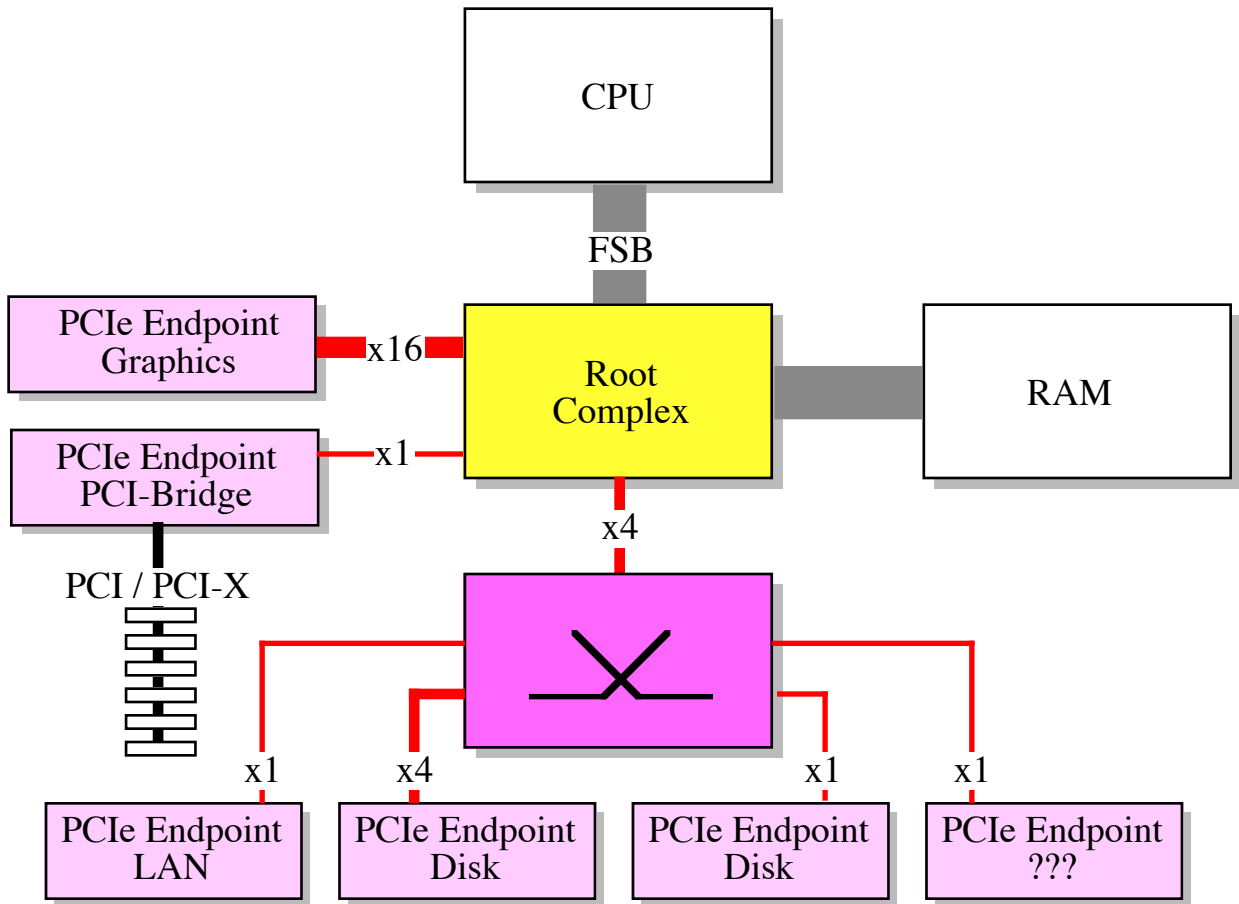 CPU
FSB
PCIe Endpoint
Graphics
x16
Root
Complex
RAM
PCIe Endpoint
PCI-Bridge
x1
x4
PCI / PCI-X
x1
x4
x1
x1
PCIe Endpoint
LAN
PCIe Endpoint
Disk
PCIe Endpoint
Disk
PCIe Endpoint
???